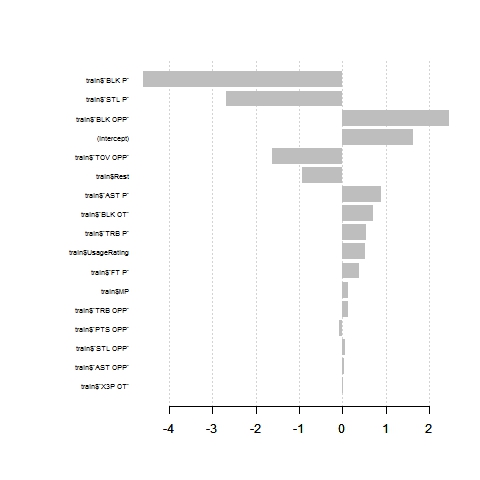 train$`BLK P`
train$`STL P`
train$`BLK OPP`
(Intercept)
train$`TOV OPP`
train$Rest
train$`AST P`
train$`BLK OT`
train$`TRB P`
train$UsageRating
train$`FT P`
train$MP
train$`TRB OPP`
train$`PTS OPP`
train$`STL OPP`
train$`AST OPP`
train$`X3P OT`
-4 -3 -2 -1 0 1 2